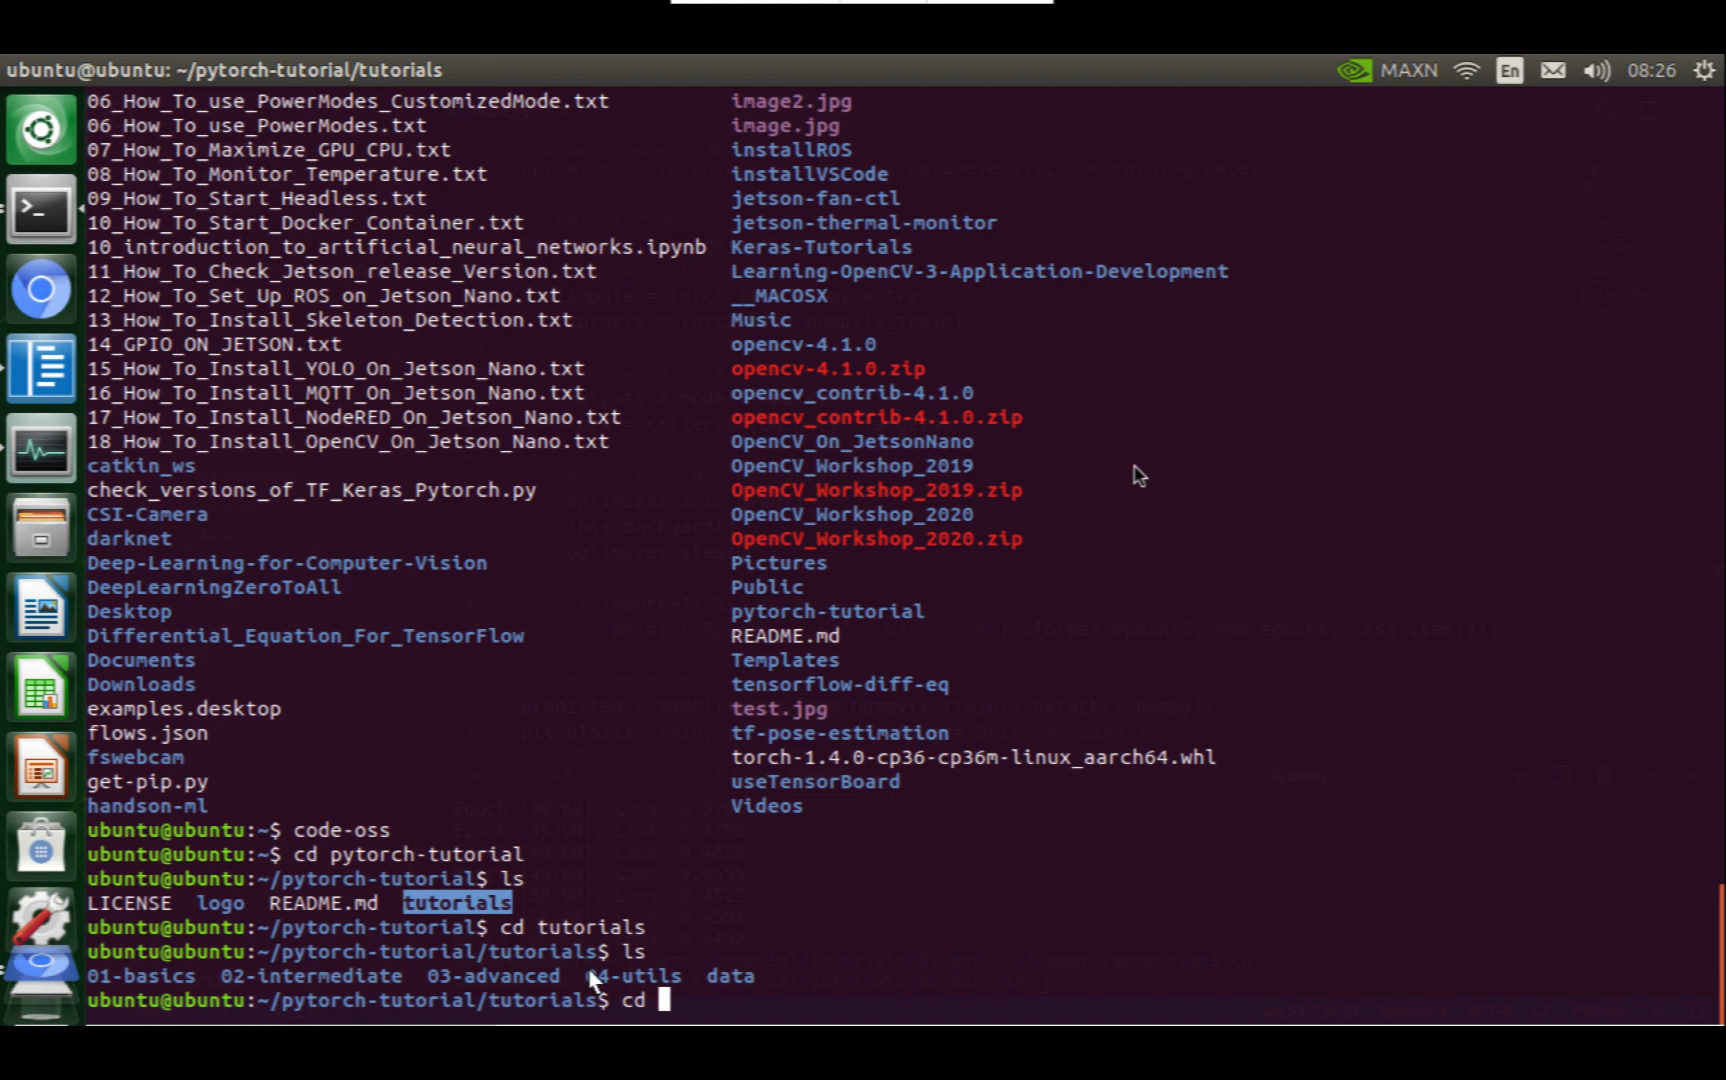 ubuntu@ubuntu: ~/pytorch-tutorial/tutorials MAXN En 08:26
06_How_To_use_PowerModes_CustomizedMode.txt image2.jpg
06_How_To_use_PowerModes.txt image.jpg
07_How_To_Maximize_GPU_CPU.txt installROS
08_How_To_Monitor_Temperature.txt installVSCode
09_How_To_Start_Headless.txt jetson-fan-ctl
10_How_To_Start_Docker_Container.txt jetson-thermal-monitor
10_introduction_to_artificial_neural_networks.ipynb Keras-Tutorials
11_How_To_Check_Jetson_release_Version.txt Learning-OpenCV-3-Application-Development
12_How_To_Set_Up_ROS_on_Jetson_Nano.txt __MACOSX
13_How_To_Install_Skeleton_Detection.txt Music
14_GPIO_ON_JETSON.txt opencv-4.1.0
15_How_To_Install_YOLO_On_Jetson_Nano.txt opencv-4.1.0.zip
16_How_To_Install_MQTT_On_Jetson_Nano.txt opencv_contrib-4.1.0
17_How_To_Install_NodeRED_On_Jetson_Nano.txt opencv_contrib-4.1.0.zip
18_How_To_Install_OpenCV_On_Jetson_Nano.txt OpenCV_On_JetsonNano
catkin_ws OpenCV_Workshop_2019
check_versions_of_TF_Keras_Pytorch.py OpenCV_Workshop_2019.zip
CSI-Camera OpenCV_Workshop_2020
darknet OpenCV_Workshop_2020.zip
Deep-Learning-for-Computer-Vision Pictures
DeepLearningZeroToAll Public
Desktop pytorch-tutorial
Differential_Equation_For_TensorFlow README.md
Documents Templates
Downloads tensorflow-diff-eq
examples.desktop test.jpg
flows.json tf-pose-estimation
fswebcam torch-1.4.0-cp36-cp36m-linux_aarch64.whl
get-pip.py useTensorBoard
handson-ml Videos
ubuntu@ubuntu:~$ code-oss
ubuntu@ubuntu:~$ cd pytorch-tutorial
ubuntu@ubuntu:~/pytorch-tutorial$ ls
LICENSE logo README.md tutorials
ubuntu@ubuntu:~/pytorch-tutorial$ cd tutorials
ubuntu@ubuntu:~/pytorch-tutorial/tutorials$ ls
01-basics 02-intermediate 03-advanced 04-utils data
ubuntu@ubuntu:~/pytorch-tutorial/tutorials$ cd